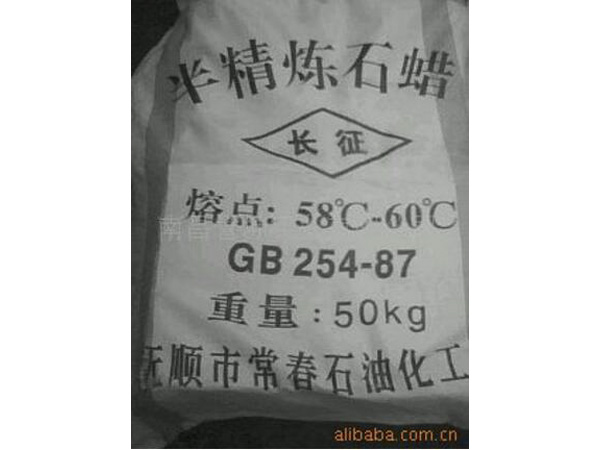 半精炼石蜡
长征
熔点: 58℃-60℃
GB 254-87
重量:50kg
抚顺市常春石油化工
alibaba.com.cn